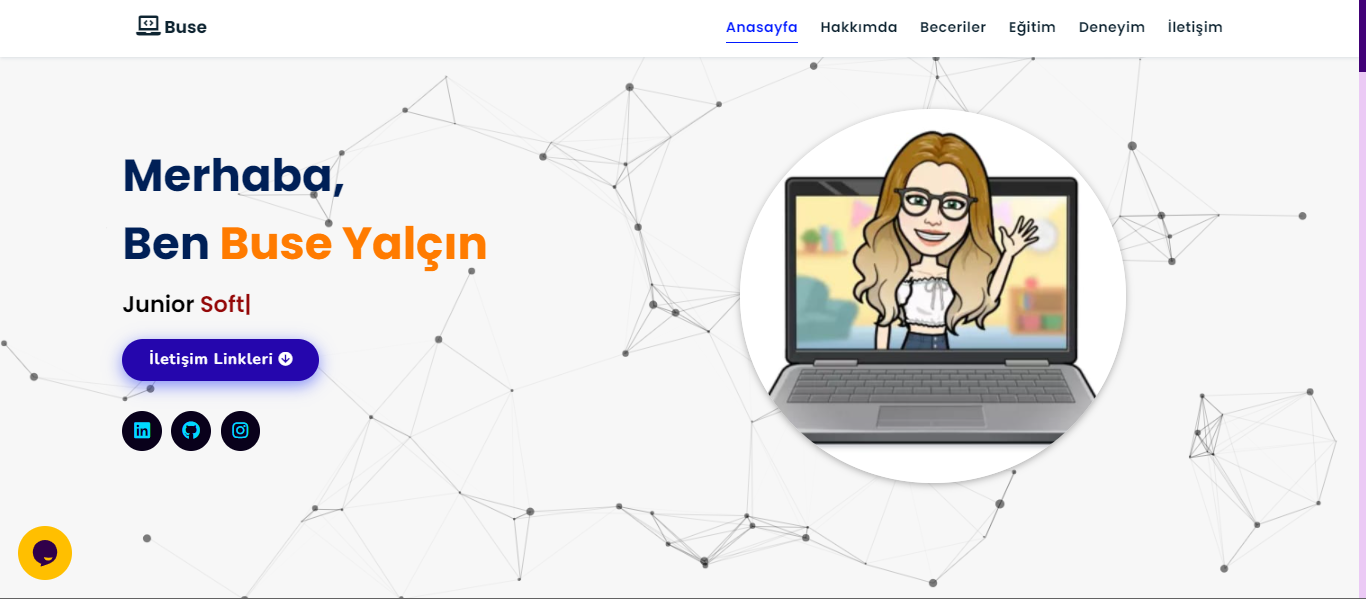 Buse
Anasayfa Hakkımda Beceriler Eğitim Deneyim İletişim
Merhaba,
Ben Buse Yalçın
Junior Soft|
İletişim Linkleri